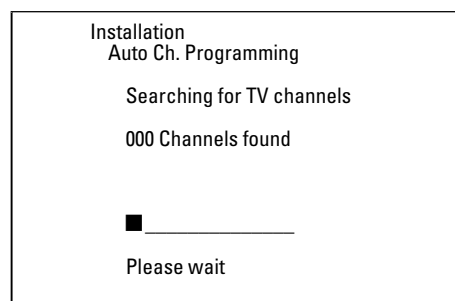 Installation
Auto Ch. Programming
Searching for TV channels
000 Channels found
Please wait